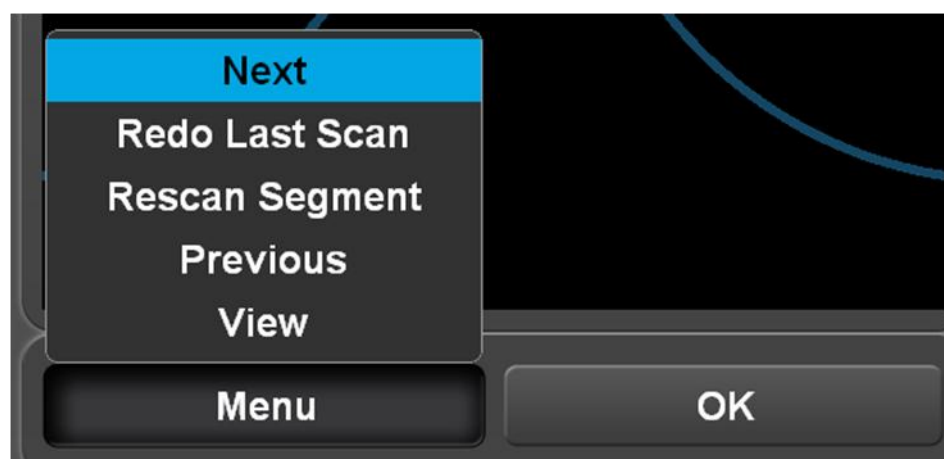 Next
Redo Last Scan
Rescan Segment
Previous
View
Menu
OK